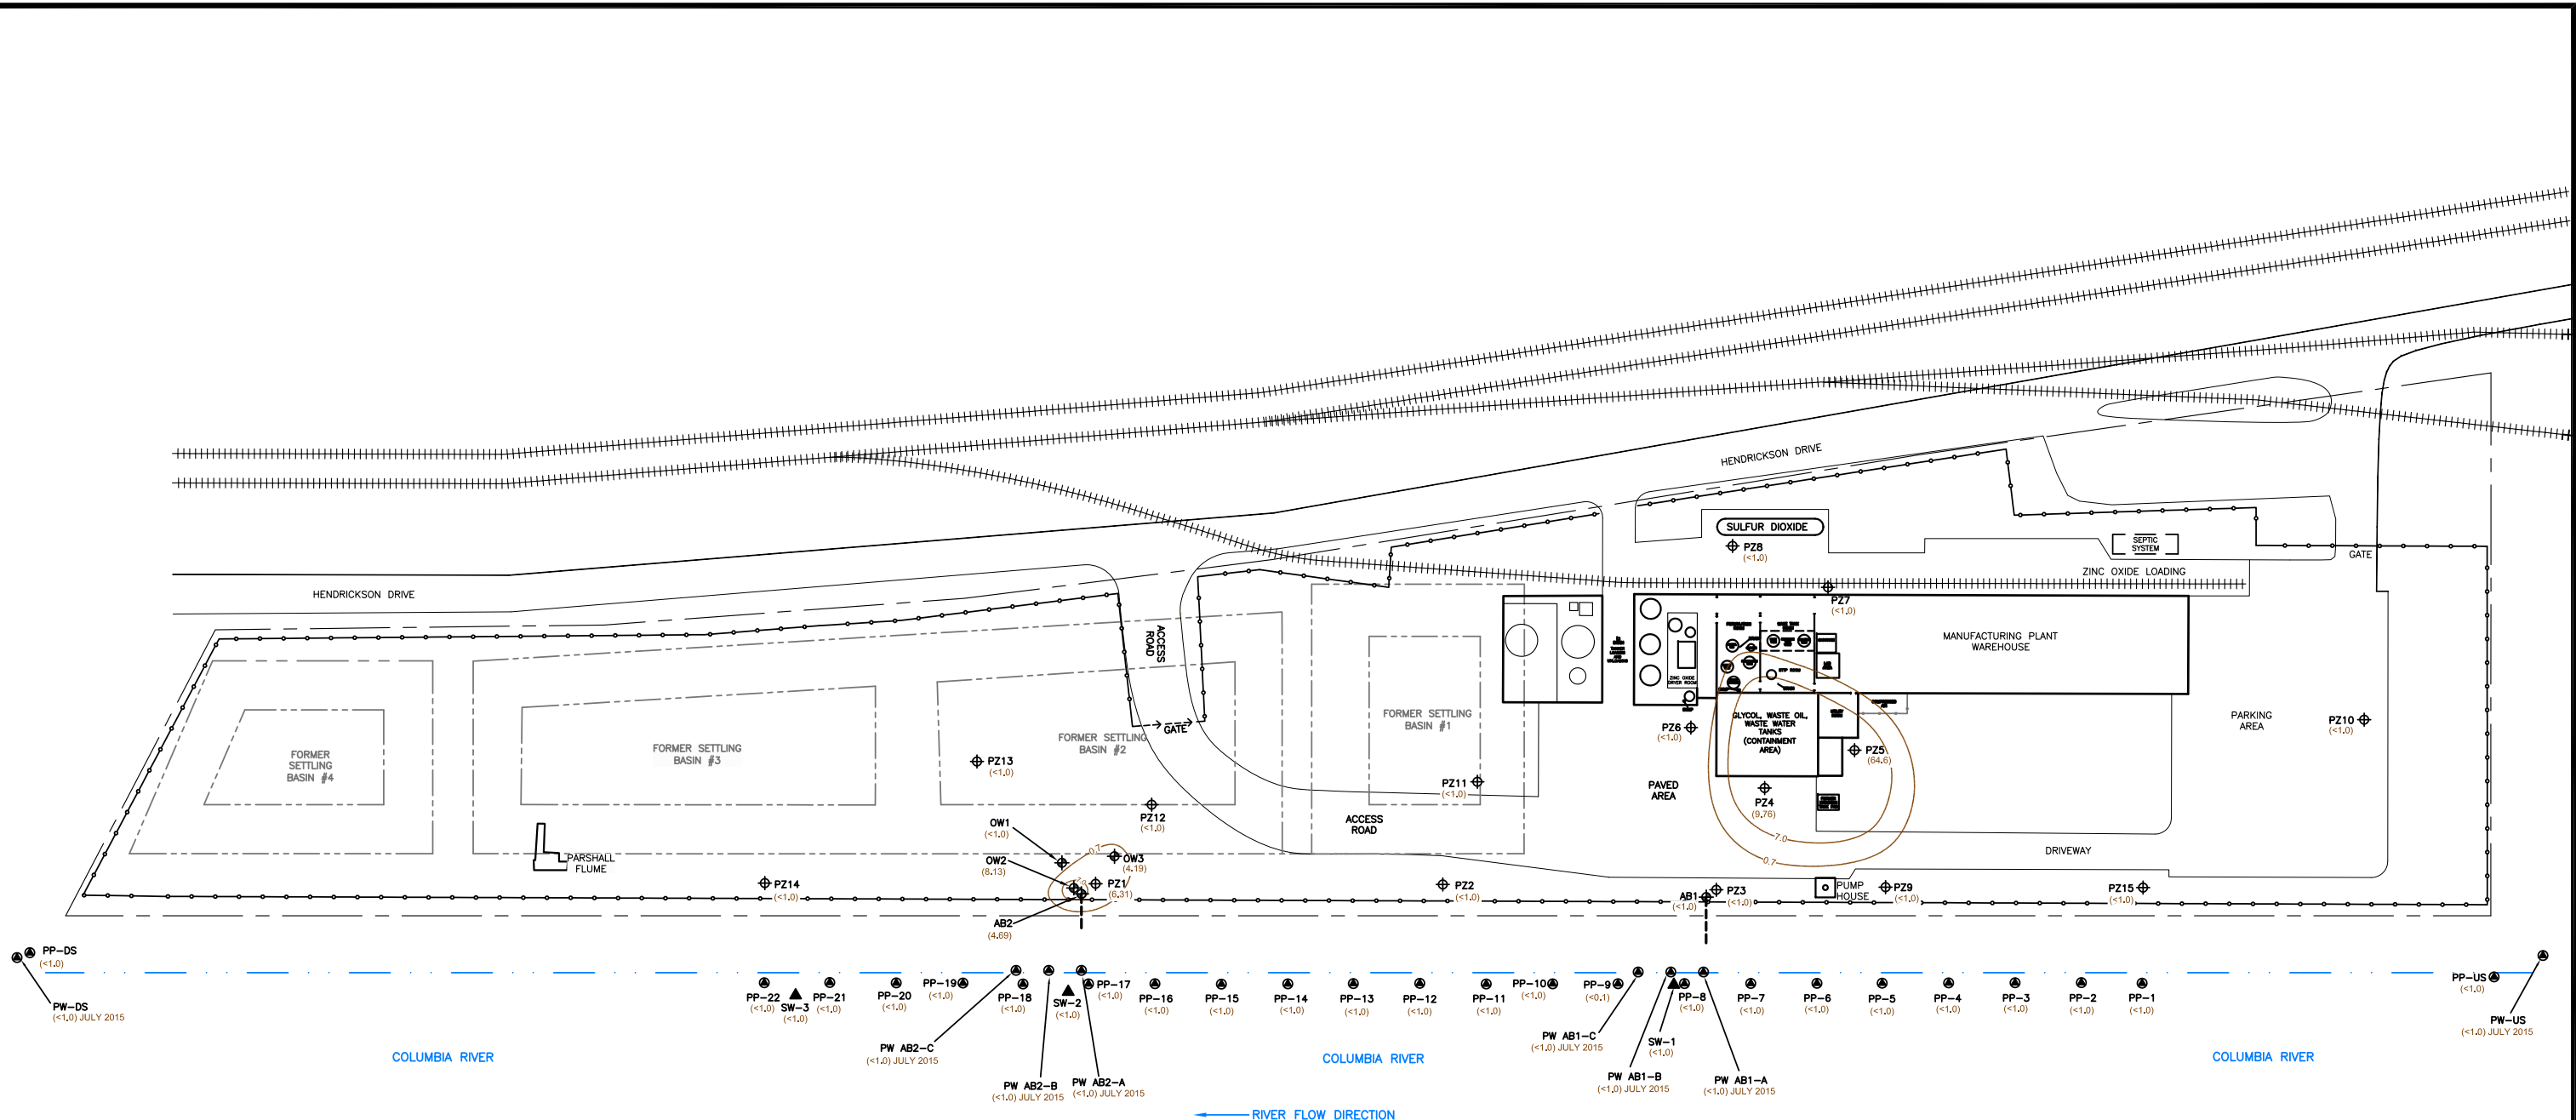 HENDRICKSON DRIVE
SULFUR DIOXIDE
PZ8
(<1.0)
SEPTIC
SYSTEM
GATE
ZINC OXIDE LOADING
HENDRICKSON DRIVE
PZ7
(<1.0)
ACCESS
ROAD
MANUFACTURING PLANT
WAREHOUSE
ZINC OXIDE
DRYER ROOM
FORMER SETTLING
BASIN #1
GLYCOL, WASTE OIL,
WASTE WATER
TANKS
(CONTAINMENT
AREA)
PARKING
AREA
PZ10
(<1.0)
PZ6
(<1.0)
GATE
FORMER SETTLING
BASIN #2
FORMER SETTLING
BASIN #3
FORMER
SETTLING
BASIN #4
PZ5
(64.6)
PZ13
(<1.0)
PZ11
(<1.0)
PAVED
AREA
PZ4
(9.76)
PZ12
(<1.0)
ACCESS
ROAD
OW1
(<1.0)
7.0
0.7
DRIVEWAY
0.7
OW3
(4.19)
OW2
(8.13)
PARSHALL
FLUME
PZ14
(<1.0)
7.0
PZ1
(6.31)
PZ2
(<1.0)
AB1
(<1.0)
PZ3
(<1.0)
PUMP
HOUSE
PZ9
(<1.0)
PZ15
(<1.0)
AB2
(4.69)
PP-DS
(<1.0)
PW-DS
(<1.0) JULY 2015
PP-22
(<1.0)
SW-3
(<1.0)
PP-21
(<1.0)
PP-20
(<1.0)
PP-19
(<1.0)
PP-18
(<1.0)
SW-2
(<1.0)
PP-17
(<1.0)
PP-16
(<1.0)
PP-15
(<1.0)
PP-14
(<1.0)
PP-13
(<1.0)
PP-12
(<1.0)
PP-11
(<1.0)
PP-10
(<1.0)
PP-9
(<0.1)
PP-8
(<1.0)
PP-7
(<1.0)
PP-6
(<1.0)
PP-5
(<1.0)
PP-4
(<1.0)
PP-3
(<1.0)
PP-2
(<1.0)
PP-1
(<1.0)
PP-US
(<1.0)
PW-US
(<1.0) JULY 2015
PW AB2-C
(<1.0) JULY 2015
PW AB1-C
(<1.0) JULY 2015
SW-1
(<1.0)
COLUMBIA RIVER
COLUMBIA RIVER
COLUMBIA RIVER
PW AB2-B
(<1.0) JULY 2015
PW AB2-A
(<1.0) JULY 2015
PW AB1-B
(<1.0) JULY 2015
PW AB1-A
(<1.0) JULY 2015
RIVER FLOW DIRECTION